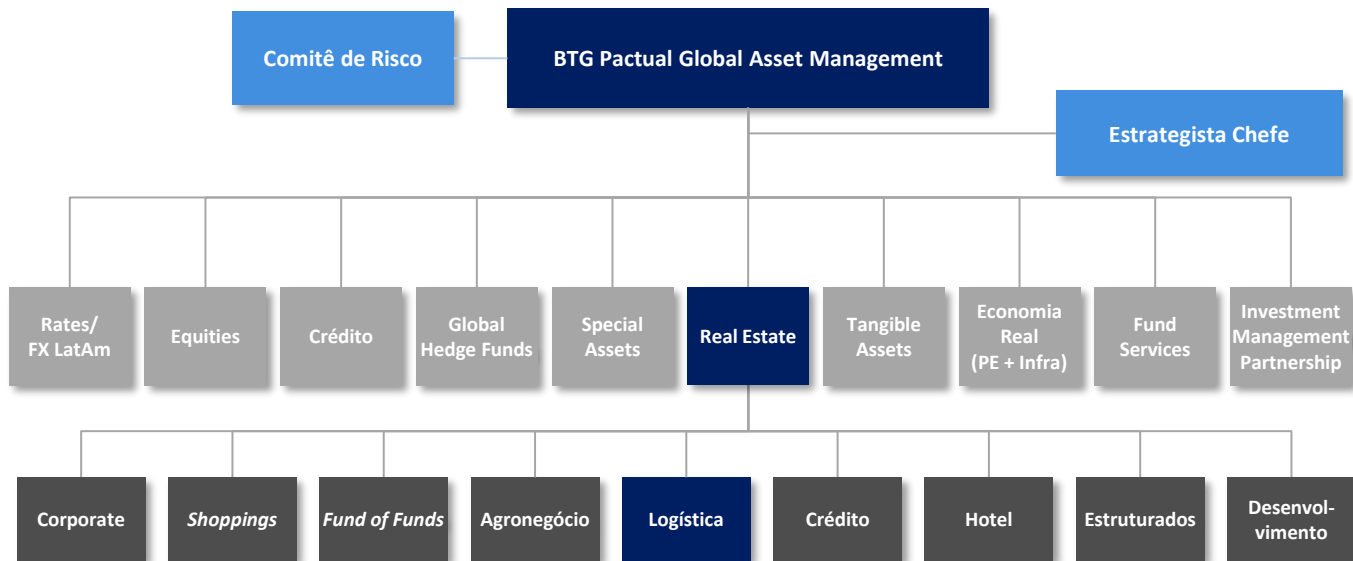 Comitê de Risco
BTG Pactual Global Asset Management
Estrategista Chefe
Rates/
FX LatAm
Equities
Crédito
Global
Hedge Funds
Special
Assets
Real Estate
Tangible
Assets
Economia
Real
(PE + Infra)
Fund
Services
Investment
Management
Partnership
Corporate
Shoppings
Fund of Funds
Agronegócio
Logística
Crédito
Hotel
Estruturados
Desenvol-
vimento